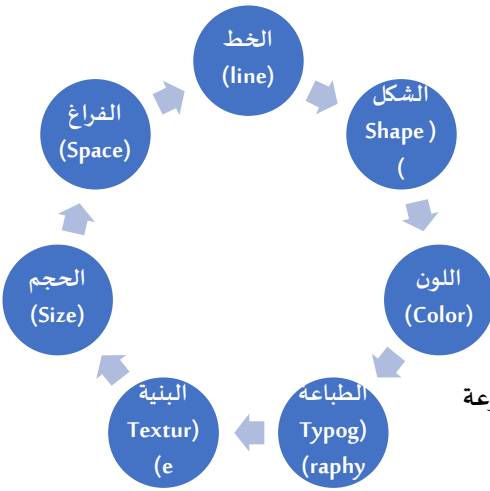 الخط
(line)
الشكل
Shape )
(
اللون
(Color)
الطباعة
Typog)
(raphy
البنية
Textur)
(e
الحجم
(Size)
الفراغ
(Space)